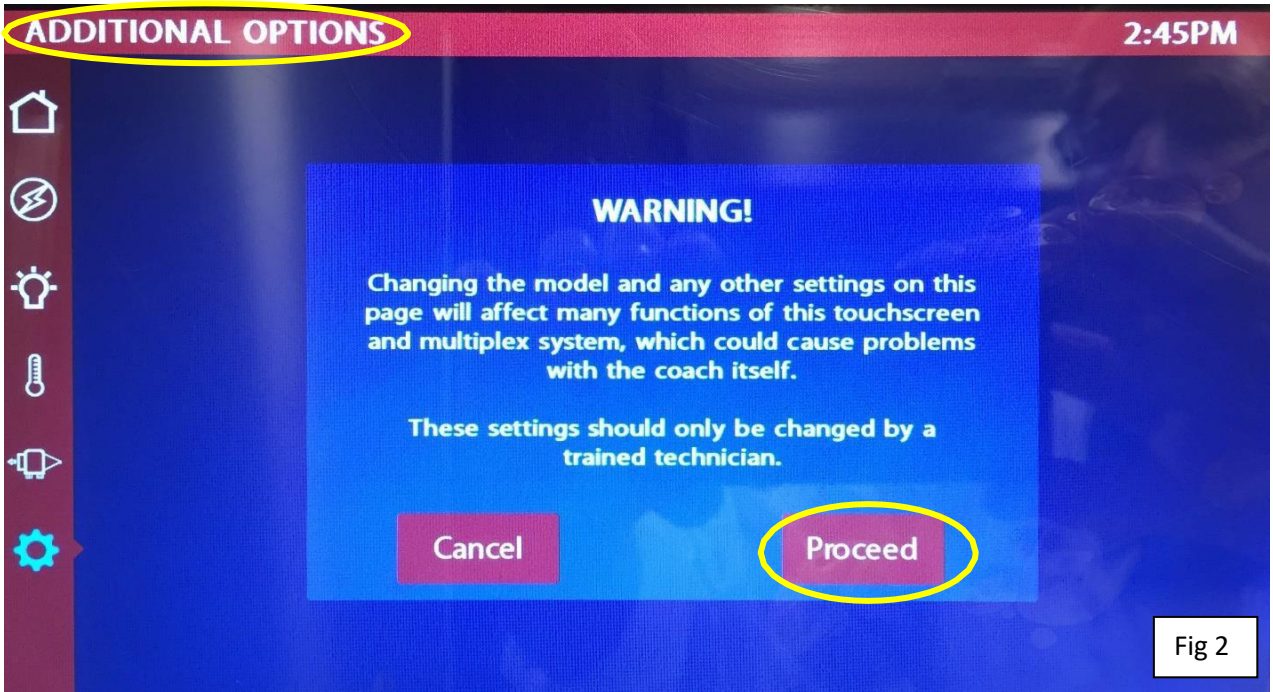 ADDITIONAL OPTIONS 2:45PM
WARNING!
Changing the model and any other settings on this
page will affect many functions of this touchscreen
and multiplex system, which could cause problems
with the coach itself.
These settings should only be changed by a
trained technician.
Cancel Proceed
Fig 2